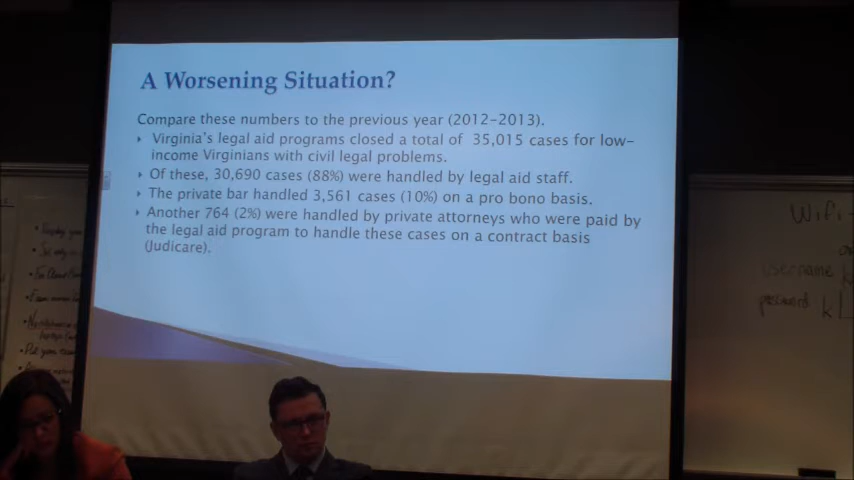 A Worsening Situation?
Compare these numbers to the previous year (2012-2013).
Virginia's legal aid programs closed a total of 35,015 cases for low-
income Virginians with civil legal problems.
Of these, 30,690 cases (88%) were handled by legal aid staff.
The private bar handled 3,561 cases (10%) on a pro bono basis.
Another 764 (2%) were handled by private attorneys who were paid by
the legal aid program to handle these cases on a contract basis
(Judicare).
Wifi
username
password